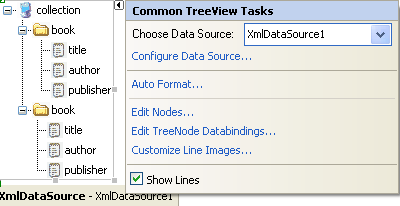 collection
book
title
author
publisher
book
title
author
publisher
XmlDataSource - XmlDataSource1
Common TreeView Tasks
Choose Data Source: XmlDataSource1
Configure Data Source...
Auto Format...
Edit Nodes...
Edit TreeNode Databindings...
Customize Line Images...
Show Lines